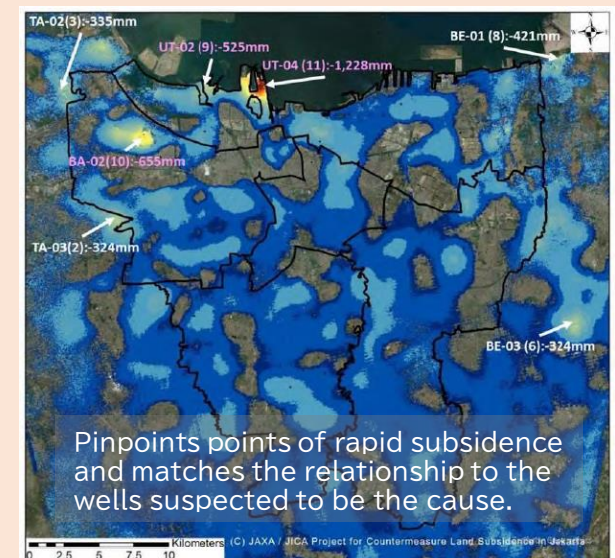 TA-02(3):-335mm
BE-01 (8):-421mm
UT-02 (9):-525mm
UT-04 (11):-1,228mm
BA-02(10):-655mm
TA-03(2):-324mm
BE-03 (6):-324mm
Pinpoints points of rapid subsidence
and matches the relationship to the
wells suspected to be the cause.
Kilometers (C) JAXA / JICA Project for Countermeasure Land Subsidence in Jakarta
0 2.5 5 7.5 10